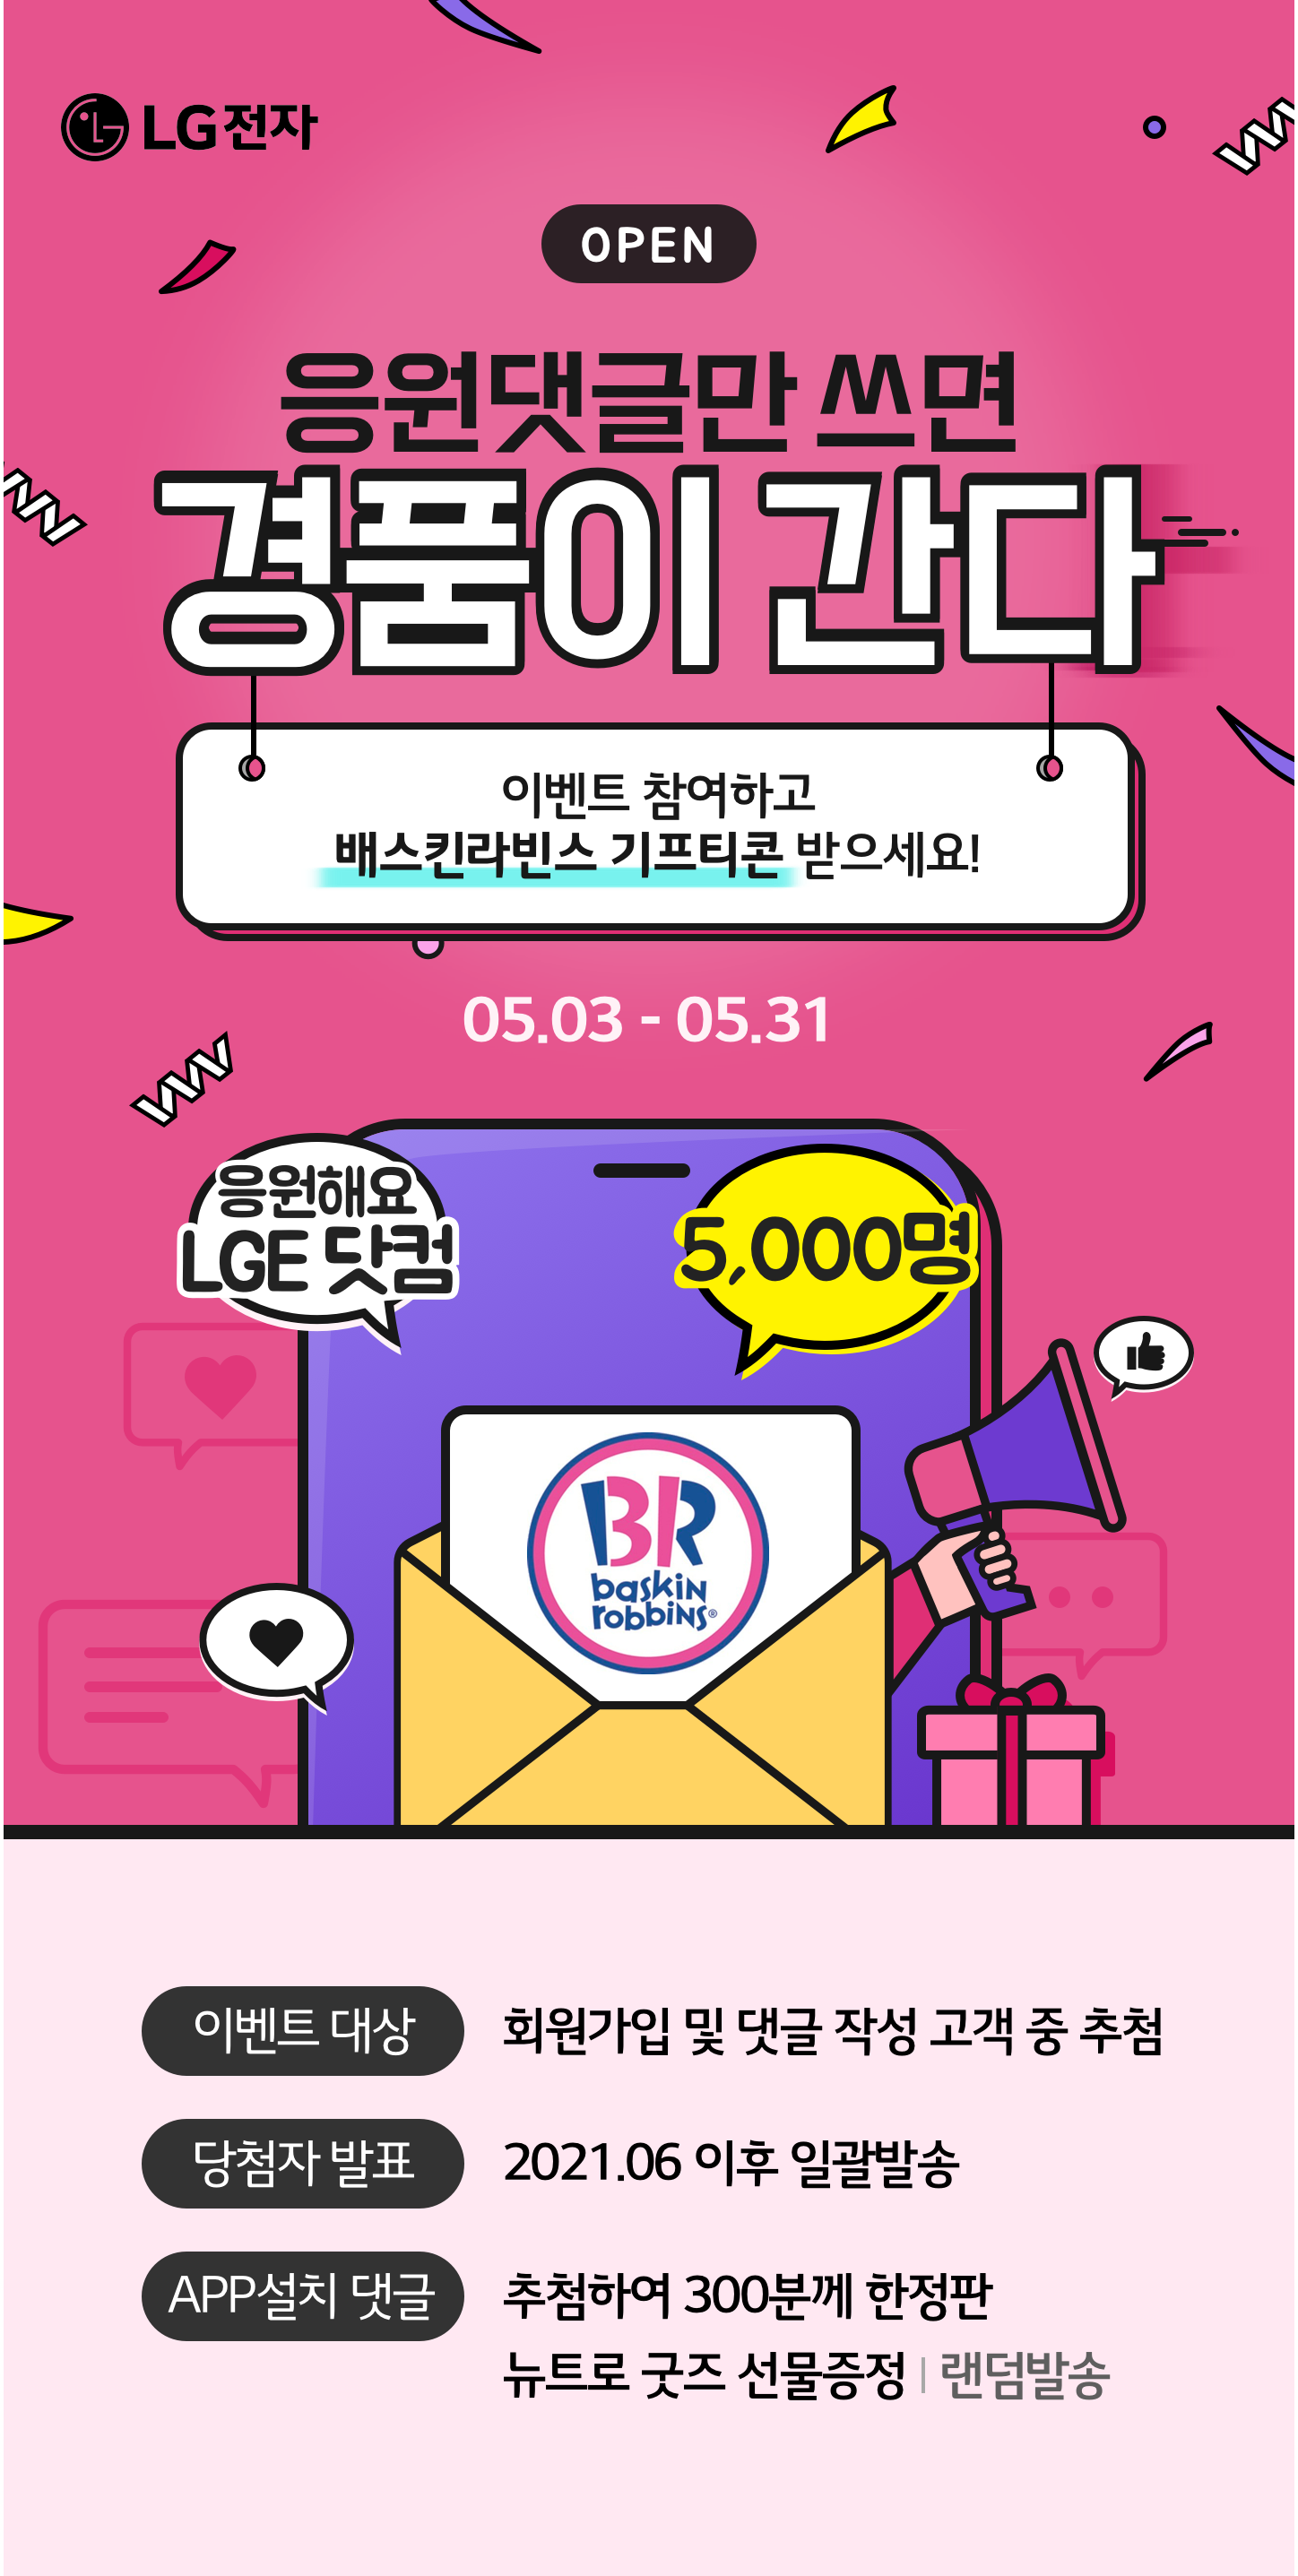 LG전자
OPEN
응원댓글만 쓰면
경품이 간다
이벤트 참여하고
배스킨라빈스 기프티콘 받으세요!
05.03 - 05.31
응원해요
LGE 닷컴
5,000명
BR
baskin
robbins®
이벤트 대상
회원가입 및 댓글 작성 고객 중 추첨
당첨자 발표
2021.06 이후 일괄발송
APP설치 댓글
추첨하여 300분께 한정판
뉴트로 굿즈 선물증정 | 랜덤발송